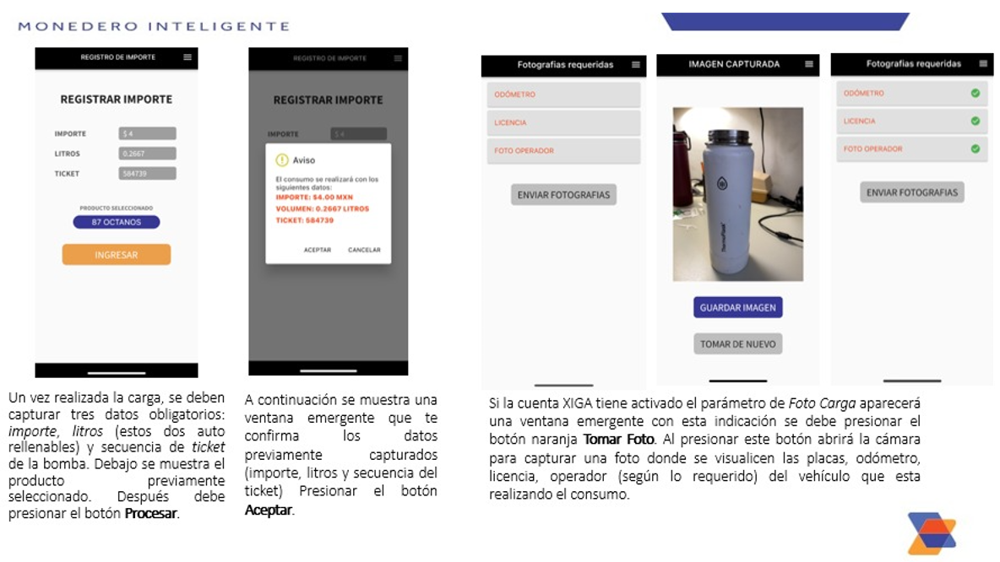 MONEDERO INTELIGENTE
REGISTRO DE IMPORTE
REGISTRAR IMPORTE
IMPORTE
$ 4
LITROS
0.2667
TICKET
584739
PRODUCTO SELECCIONADO
87 OCTANOS
INGRESAR
Un vez realizada la carga, se deben
capturar tres datos obligatorios:
importe, litros (estos dos auto
rellenables) y secuencia de ticket
de la bomba. Debajo se muestra el
producto previamente
seleccionado. Después debe
presionar el botón Procesar.
REGISTRO DE IMPORTE
REGISTRAR IMPORTE
IMPORTE
$ 4
Aviso
El consumo se realizará con los
siguientes datos:
IMPORTE: $4.00 MXN
VOLUMEN: 0.2667 LITROS
TICKET: 584739
ACEPTAR CANCELAR
A continuación se muestra una
ventana emergente que te
confirma los datos
previamente capturados
(importe, litros y secuencia del
ticket) Presionar el botón
Aceptar.
Fotografias requeridas
ODÓMETRO
LICENCIA
FOTO OPERADOR
ENVIAR FOTOGRAFIAS
IMAGEN CAPTURADA
ThermoFlask
GUARDAR IMAGEN
TOMAR DE NUEVO
Fotografias requeridas
ODÓMETRO
LICENCIA
FOTO OPERADOR
ENVIAR FOTOGRAFIAS
Si la cuenta XIGA tiene activado el parámetro de Foto Carga aparecerá
una ventana emergente con esta indicación se debe presionar el
botón naranja Tomar Foto. Al presionar este botón abrirá la cámara
para capturar una foto donde se visualicen las placas, odómetro,
licencia, operador (según lo requerido) del vehículo que esta
realizando el consumo.